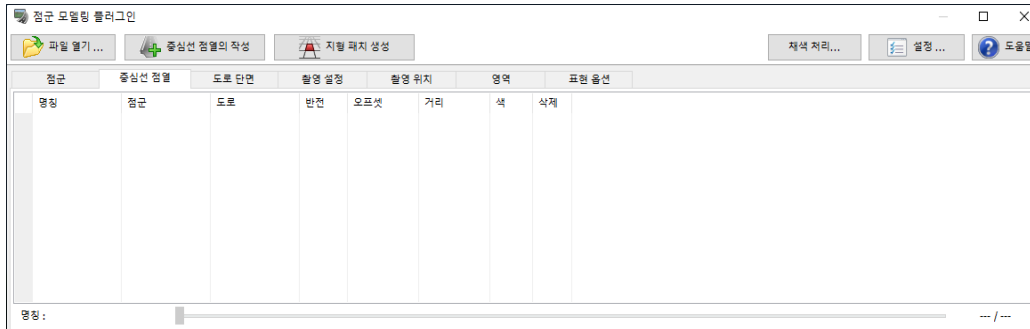 점군 모델링 플러그인
파일 열기 ... 중심선 점열의 작성 지형 패치 생성 채색 처리... 설정 ... 도움말
점군 중심선 점열 도로 단면 촬영 설정 촬영 위치 영역 표현 옵션
명칭 점군 도로 반전 오프셋 거리 색 삭제
명칭 : --- / ---